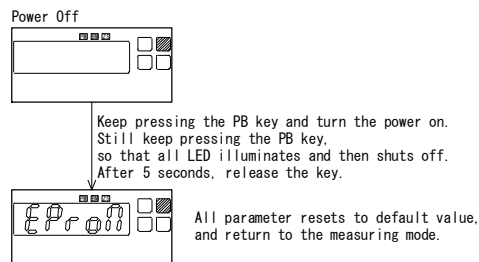 Power Off
Keep pressing the PB key and turn the power on.
Still keep pressing the PB key,
so that all LED illuminates and then shuts off.
After 5 seconds, release the key.
EProm
All parameter resets to default value,
and return to the measuring mode.